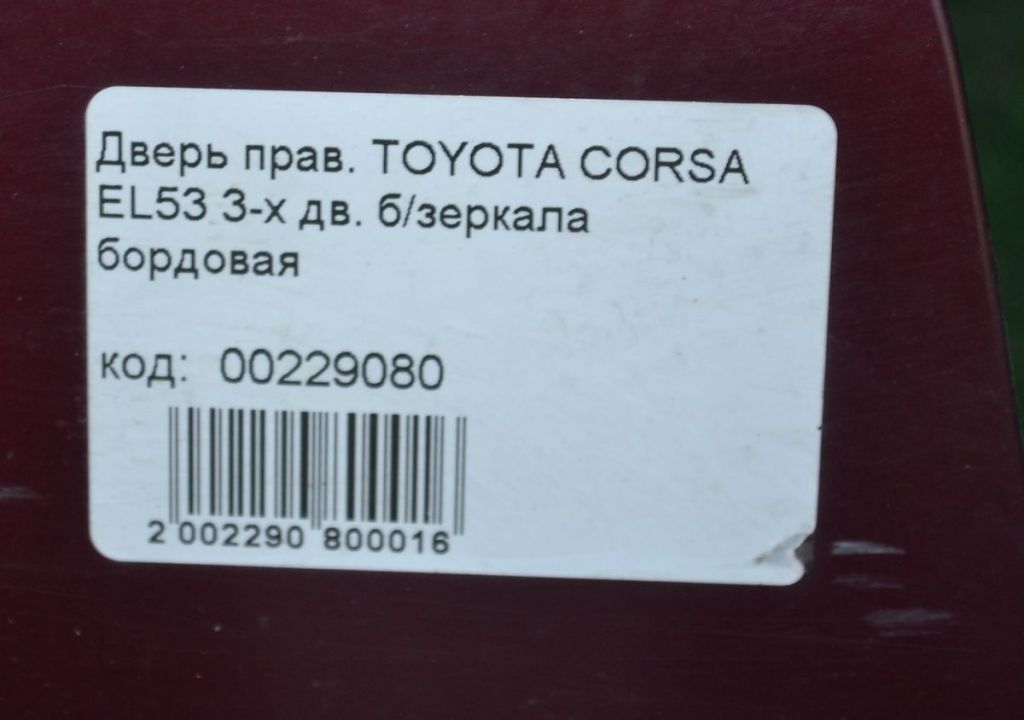 Дверь прав. TOYOTA CORSA
EL53 3-х дв. б/зеркала
бордовая
код: 00229080
2 002290 800016